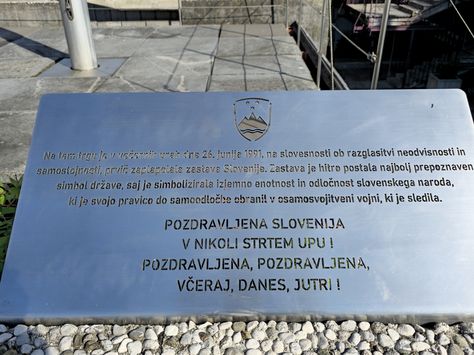 Na tem trgu je v večernih urah dne 26. junija 1991, na slovesnosti ob razglasitvi neodvisnosti in
samostojnosti, prvič zaplapolala zastava Slovenije. Zastava je hitro postala najbolj prepoznaven
simbol države, saj je simbolizirala izjemno enotnost in odločnost slovenskega naroda,
ki je svojo pravico do samoodločbe obranil v osamosvojitveni vojni, ki je sledila.
POZDRAVLJENA SLOVENIJA
V NIKOLI STRTEM UPU !
POZDRAVLJENA, POZDRAVLJENA,
VČERAJ, DANES, JUTRI !